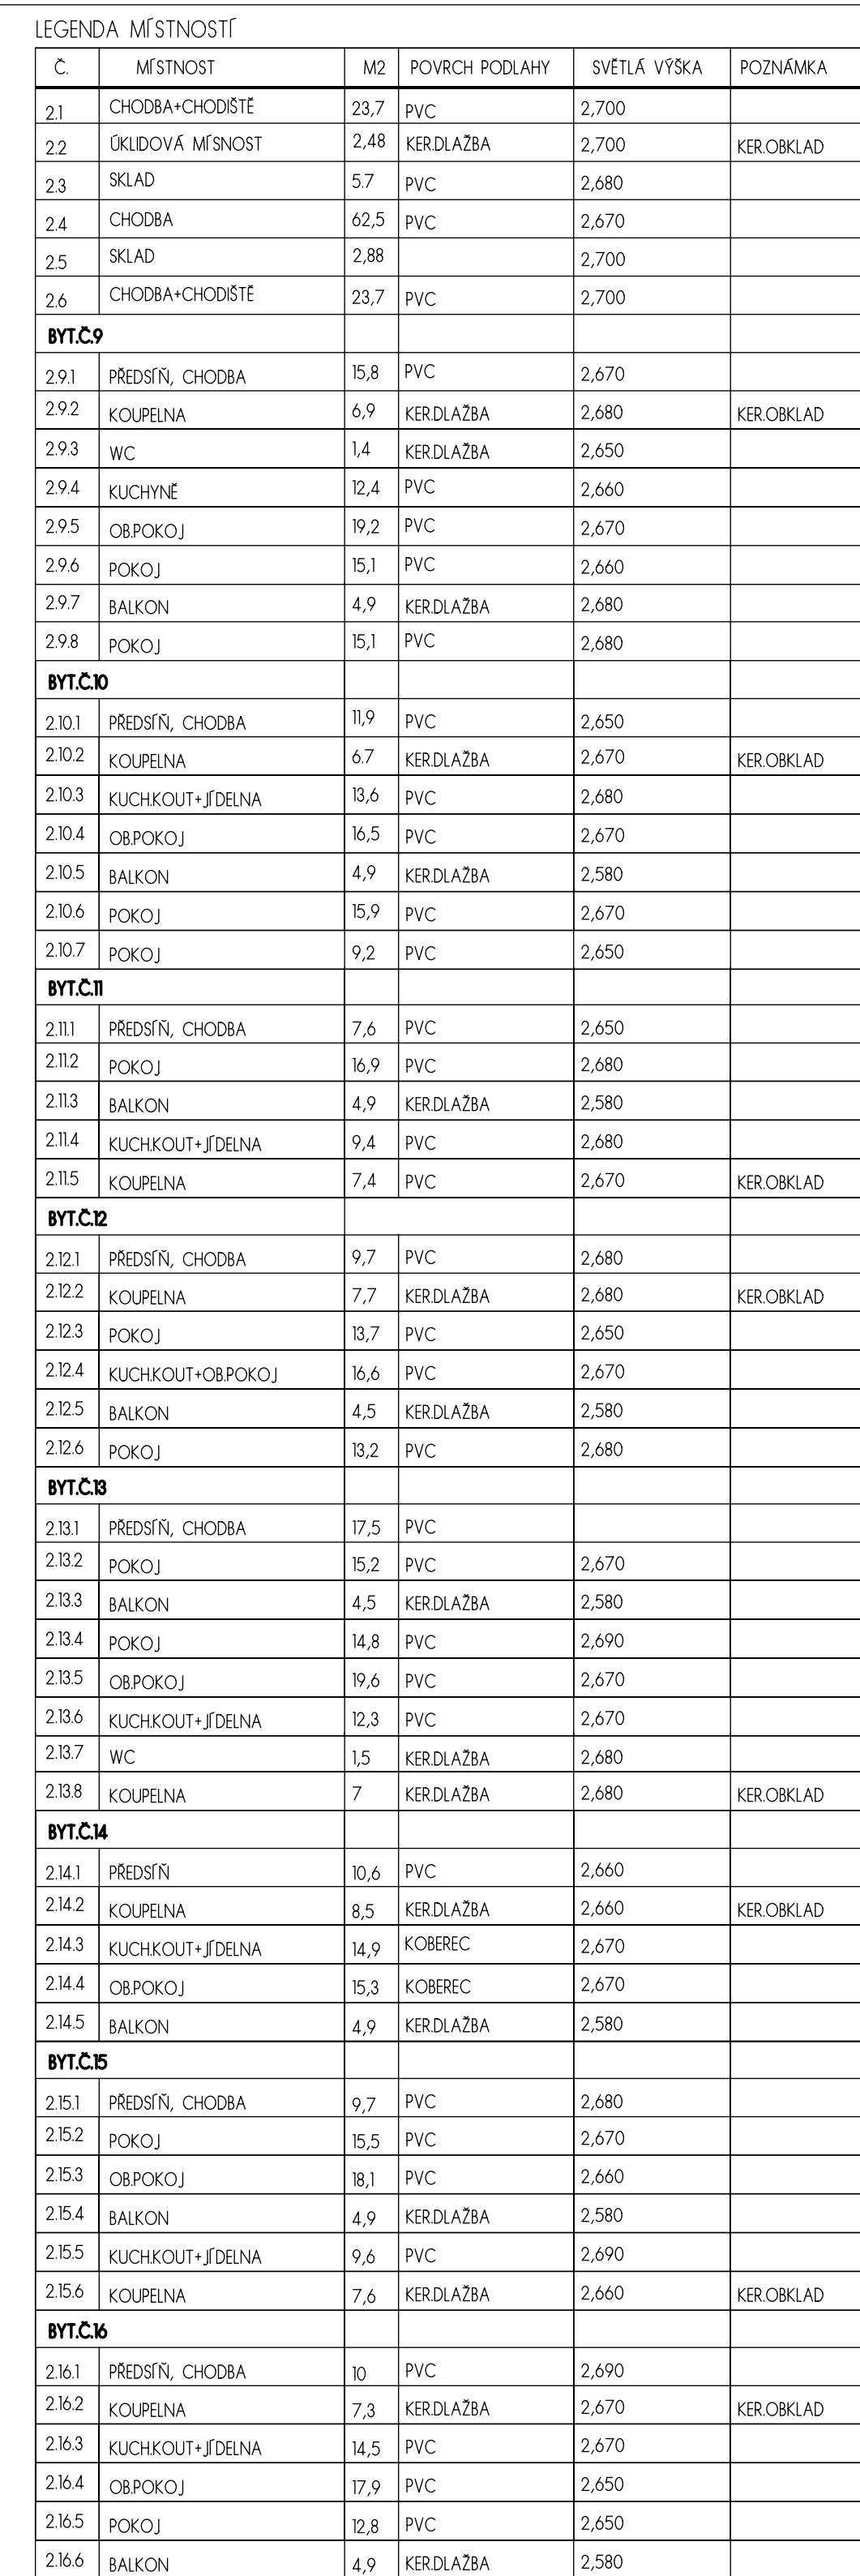 LEGENDA MÍSTNOSTÍ
Č. MÍSTNOST M2 POVRCH PODLAHY SVĚTLÁ VÝŠKA POZNÁMKA
2.1 CHODBA+CHODIŠTĚ 23,7 PVC 2,700
2.2 ÚKLIDOVÁ MÍSNOST 2,48 KER.DLAŽBA 2,700 KER.OBKLAD
2.3 SKLAD 5.7 PVC 2,680
2.4 CHODBA 62,5 PVC 2,670
2.5 SKLAD 2,88 2,700
2.6 CHODBA+CHODIŠTĚ 23,7 PVC 2,700
BYT.Č.9
2.9.1 PŘEDSÍŇ, CHODBA 15,8 PVC 2,670
2.9.2 KOUPELNA 6,9 KER.DLAŽBA 2,680 KER.OBKLAD
2.9.3 WC 1,4 KER.DLAŽBA 2,650
2.9.4 KUCHYNĚ 12,4 PVC 2,660
2.9.5 OB.POKOJ 19,2 PVC 2,670
2.9.6 POKOJ 15,1 PVC 2,660
2.9.7 BALKON 4,9 KER.DLAŽBA 2,680
2.9.8 POKOJ 15,1 PVC 2,680
BYT.Č.10
2.10.1 PŘEDSÍŇ, CHODBA 11,9 PVC 2,650
2.10.2 KOUPELNA 6.7 KER.DLAŽBA 2,670 KER.OBKLAD
2.10.3 KUCH.KOUT+JÍDELNA 13,6 PVC 2,680
2.10.4 OB.POKOJ 16,5 PVC 2,670
2.10.5 BALKON 4,9 KER.DLAŽBA 2,580
2.10.6 POKOJ 15,9 PVC 2,670
2.10.7 POKOJ 9,2 PVC 2,650
BYT.Č.11
2.11.1 PŘEDSÍŇ, CHODBA 7,6 PVC 2,650
2.11.2 POKOJ 16,9 PVC 2,680
2.11.3 BALKON 4,9 KER.DLAŽBA 2,580
2.11.4 KUCH.KOUT+JÍDELNA 9,4 PVC 2,680
2.11.5 KOUPELNA 7,4 PVC 2,670 KER.OBKLAD
BYT.Č.12
2.12.1 PŘEDSÍŇ, CHODBA 9,7 PVC 2,680
2.12.2 KOUPELNA 7,7 KER.DLAŽBA 2,680 KER.OBKLAD
2.12.3 POKOJ 13,7 PVC 2,650
2.12.4 KUCH.KOUT+OB.POKOJ 16,6 PVC 2,670
2.12.5 BALKON 4,5 KER.DLAŽBA 2,580
2.12.6 POKOJ 13,2 PVC 2,680
BYT.Č.13
2.13.1 PŘEDSÍŇ, CHODBA 17,5 PVC
2.13.2 POKOJ 15,2 PVC 2,670
2.13.3 BALKON 4,5 KER.DLAŽBA 2,580
2.13.4 POKOJ 14,8 PVC 2,690
2.13.5 OB.POKOJ 19,6 PVC 2,670
2.13.6 KUCH.KOUT+JÍDELNA 12,3 PVC 2,670
2.13.7 WC 1,5 KER.DLAŽBA 2,680
2.13.8 KOUPELNA 7 KER.DLAŽBA 2,680 KER.OBKLAD
BYT.Č.14
2.14.1 PŘEDSÍŇ 10,6 PVC 2,660
2.14.2 KOUPELNA 8,5 KER.DLAŽBA 2,660 KER.OBKLAD
2.14.3 KUCH.KOUT+JÍDELNA 14,9 KOBEREC 2,670
2.14.4 OB.POKOJ 15,3 KOBEREC 2,670
2.14.5 BALKON 4,9 KER.DLAŽBA 2,580
BYT.Č.15
2.15.1 PŘEDSÍŇ, CHODBA 9,7 PVC 2,680
2.15.2 POKOJ 15,5 PVC 2,670
2.15.3 OB.POKOJ 18,1 PVC 2,660
2.15.4 BALKON 4,9 KER.DLAŽBA 2,580
2.15.5 KUCH.KOUT+JÍDELNA 9,6 PVC 2,690
2.15.6 KOUPELNA 7,6 KER.DLAŽBA 2,660 KER.OBKLAD
BYT.Č.16
2.16.1 PŘEDSÍŇ, CHODBA 10 PVC 2,690
2.16.2 KOUPELNA 7,3 KER.DLAŽBA 2,670 KER.OBKLAD
2.16.3 KUCH.KOUT+JÍDELNA 14,5 PVC 2,670
2.16.4 OB.POKOJ 17,9 PVC 2,650
2.16.5 POKOJ 12,8 PVC 2,650
2.16.6 BALKON 4,9 KER.DLAŽBA 2,580